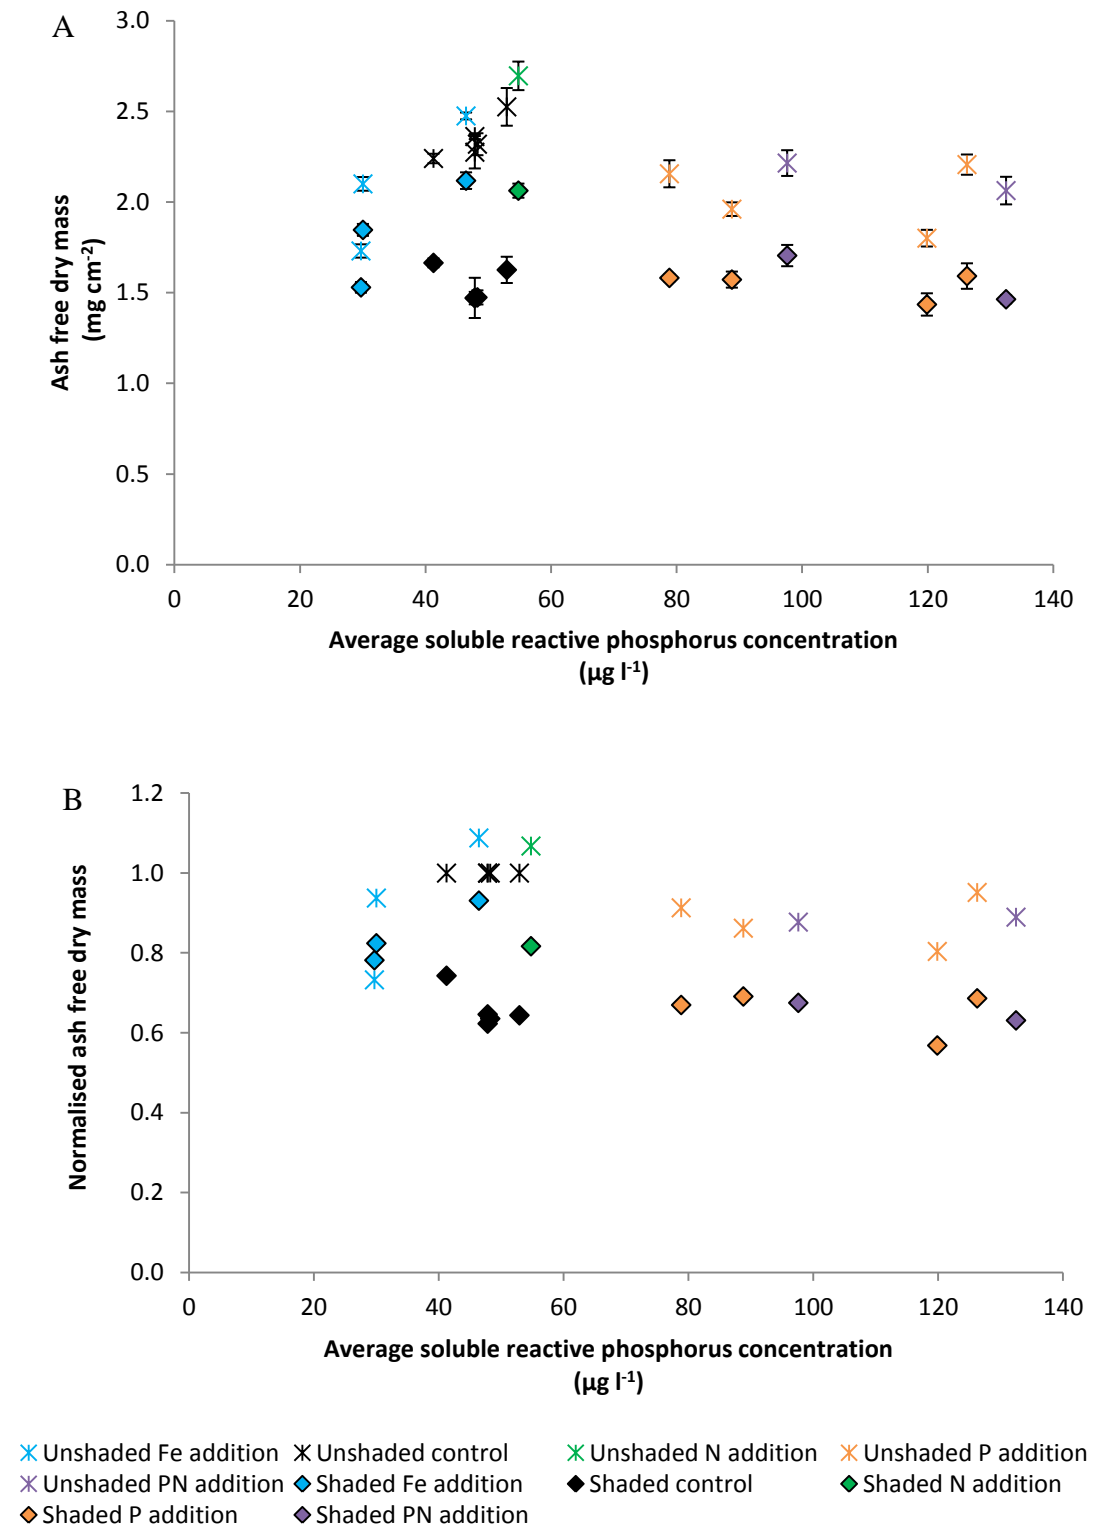 A
3.0
2.5
2.0
1.5
1.0
0.5
0.0
Ash free dry mass
(mg cm-2)
0 20 40 60 80 100 120 140
Average soluble reactive phosphorus concentration
(µg l-1)
B
1.2
1.0
0.8
0.6
0.4
0.2
0.0
Normalised ash free dry mass
0 20 40 60 80 100 120 140
Average soluble reactive phosphorus concentration
(µg l-1)
Unshaded Fe addition Unshaded control Unshaded N addition Unshaded P addition
Unshaded PN addition Shaded Fe addition Shaded control Shaded N addition
Shaded P addition Shaded PN addition